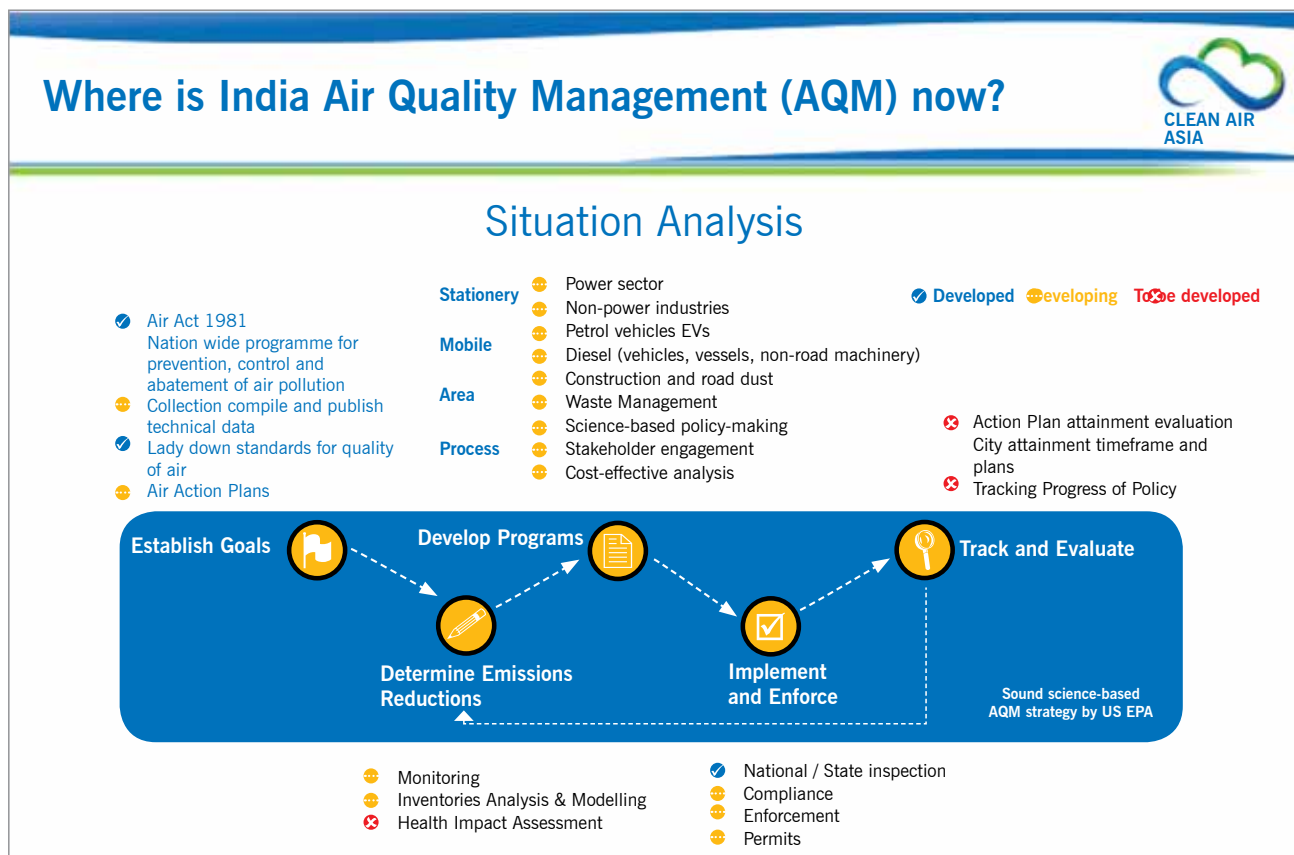 Where is India Air Quality Management (AQM) now?
CLEAN AIR
ASIA
Situation Analysis
Air Act 1981
Nation wide programme for
prevention, control and
abatement of air pollution
Collection compile and publish
technical data
Lady down standards for quality
of air
Air Action Plans
Stationery
Power sector
Non-power industries
Mobile
Petrol vehicles EVs
Diesel (vehicles, vessels, non-road machinery)
Area
Construction and road dust
Waste Management
Process
Science-based policy-making
Stakeholder engagement
Cost-effective analysis
Developed
eveloping
To be developed
Action Plan attainment evaluation
City attainment timeframe and
plans
Tracking Progress of Policy
Establish Goals
Develop Programs
Track and Evaluate
Determine Emissions
Reductions
Implement
and Enforce
Sound science-based
AQM strategy by US EPA
Monitoring
Inventories Analysis & Modelling
Health Impact Assessment
National / State inspection
Compliance
Enforcement
Permits